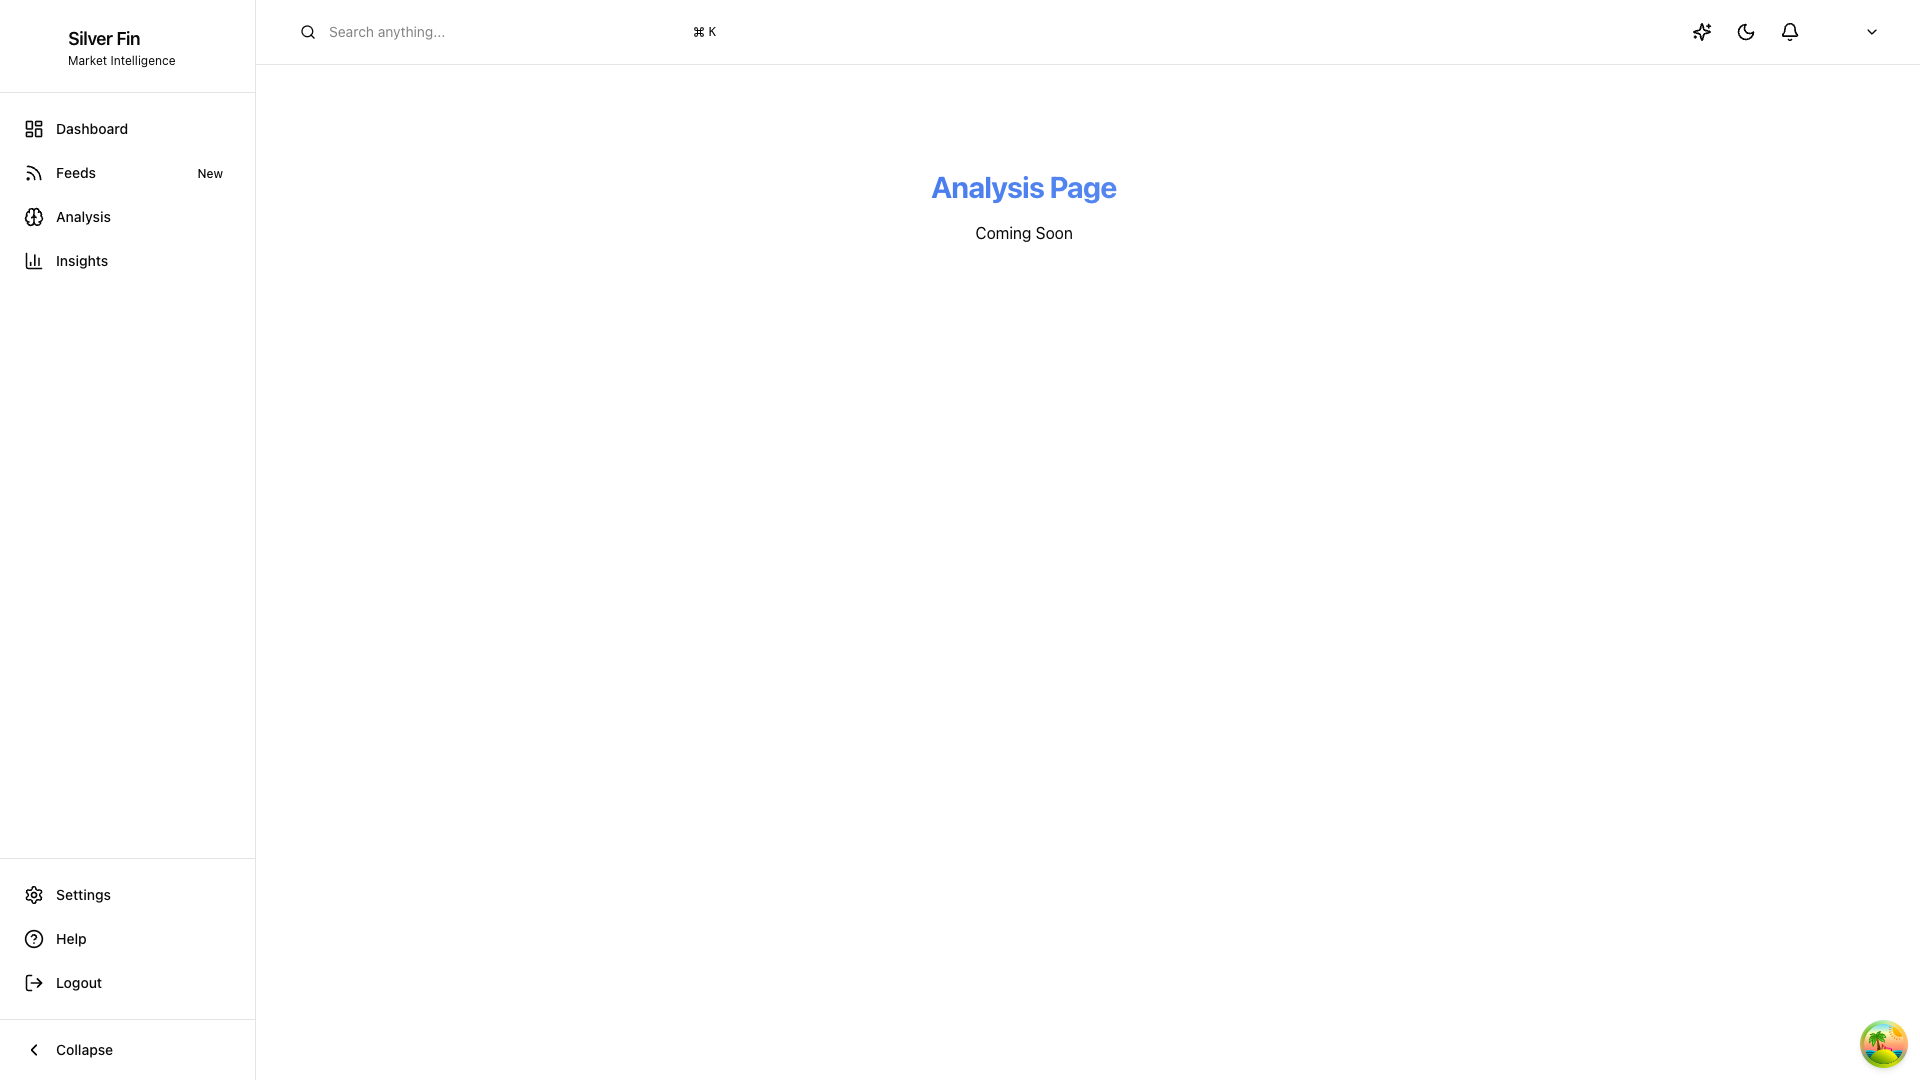 Silver Fin
Market Intelligence
Search anything...
⌘ K
Dashboard
Feeds
New
Analysis
Insights
Analysis Page
Coming Soon
Settings
Help
Logout
Collapse